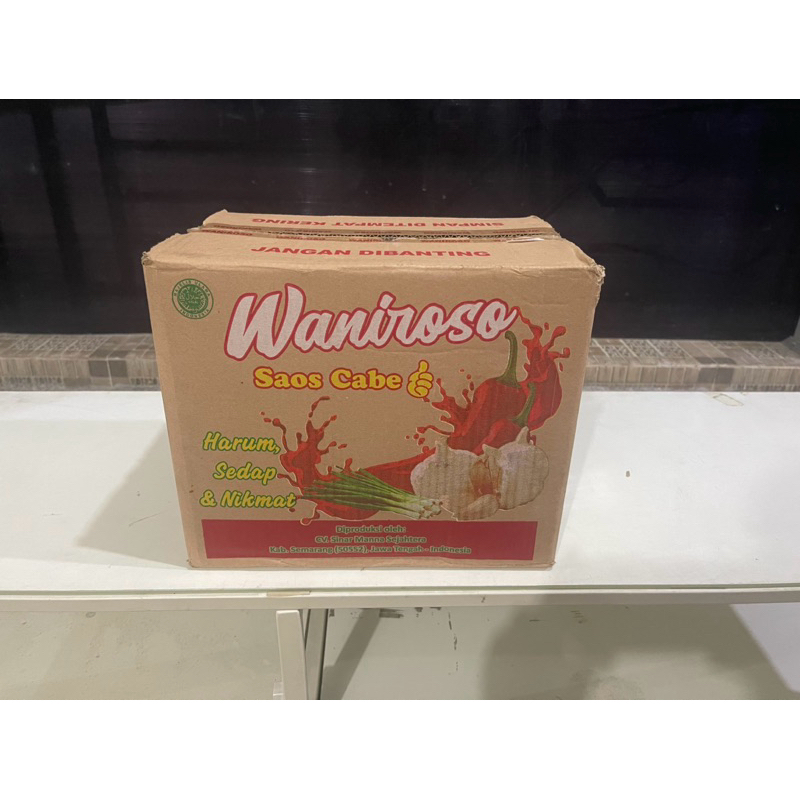 SIMPAN DITEMPAT KERING
JANGAN DIBANTING
Waniroso
Saos Cabe
Harum,
Sedap
& Nikmat
Diproduksi oleh:
CV. Sinar Manna Sejahtera
Kab. Semarang (50552), Jawa Tengah - Indonesia